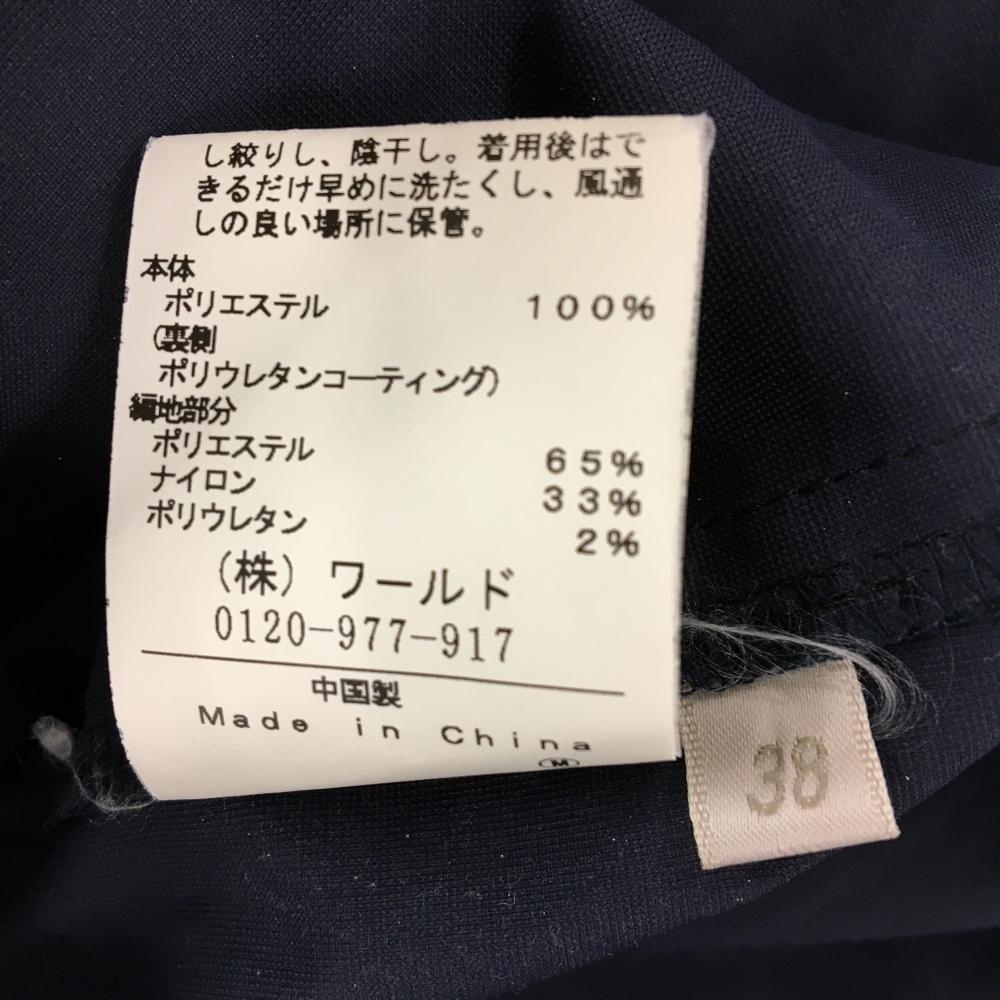 し絞りし、陰干し。着用後はで
きるだけ早めに洗たくし、風通
しの良い場所に保管。
本体
ポリエステル 100%
(裏側
ポリウレタンコーティング)
編地部分
ポリエステル 65%
ナイロン 33%
ポリウレタン 2%
(株) ワールド
0120-977-917
中国製
Made in China
M
38